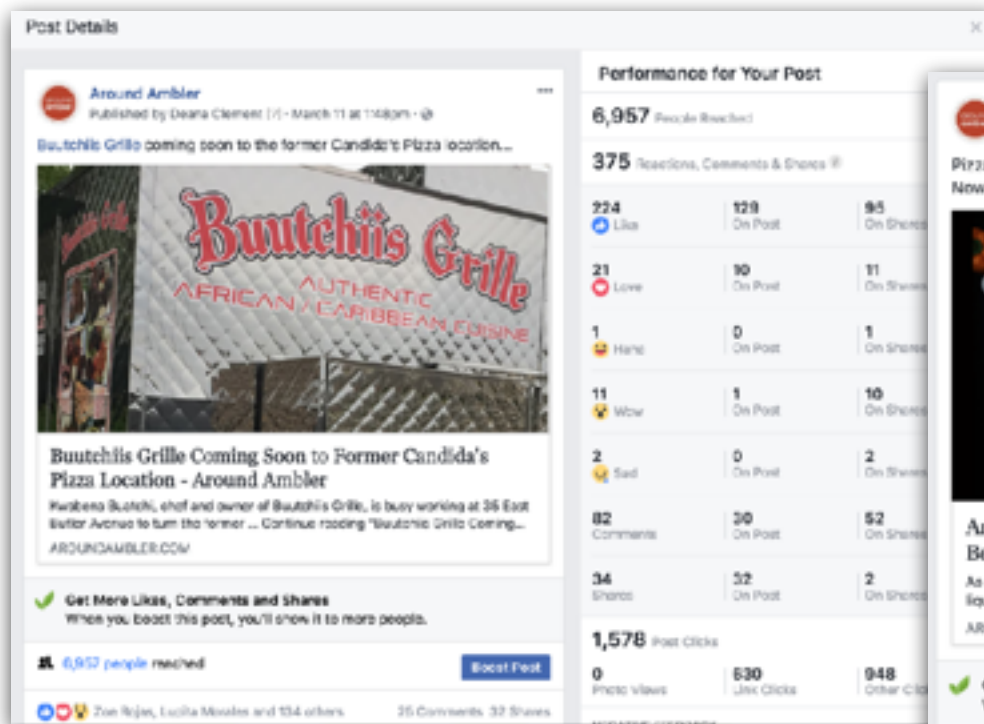 Post Details
Around Ambler
Published by Deana Clement [?] · March 11 at 1:48pm ·
Buutchiis Grille coming soon to the former Candida's Pizza location...
Buutchiis Grille
AUTHENTIC
AFRICAN / CARIBBEAN CUISINE
Buutchiis Grille Coming Soon to Former Candida's
Pizza Location - Around Ambler
Kwabena Buatchi, chef and owner of Buutchiis Grille, is busy working at 35 East
Butler Avenue to turn the former ... Continue reading "Buutchiis Grille Coming...
AROUNDAMBLER.COM
Get More Likes, Comments and Shares
When you boost this post, you'll show it to more people.
6,957 people reached
Boost Post
Zoe Rojas, Lucita Morales and 134 others
25 Comments 32 Shares
Performance for Your Post
6,957 People Reached
375 Reactions, Comments & Shares
224 129 95
Like On Post On Shares
21 10 11
Love On Post On Shares
1 0 1
Haha On Post On Shares
11 1 10
Wow On Post On Shares
2 0 2
Sad On Post On Shares
82 30 52
Comments On Post On Shares
34 32 2
Shares On Post On Shares
1,578 Post Clicks
0 630 948
Photo Views Link Clicks Other Clic
Pizz
Now
Be
As